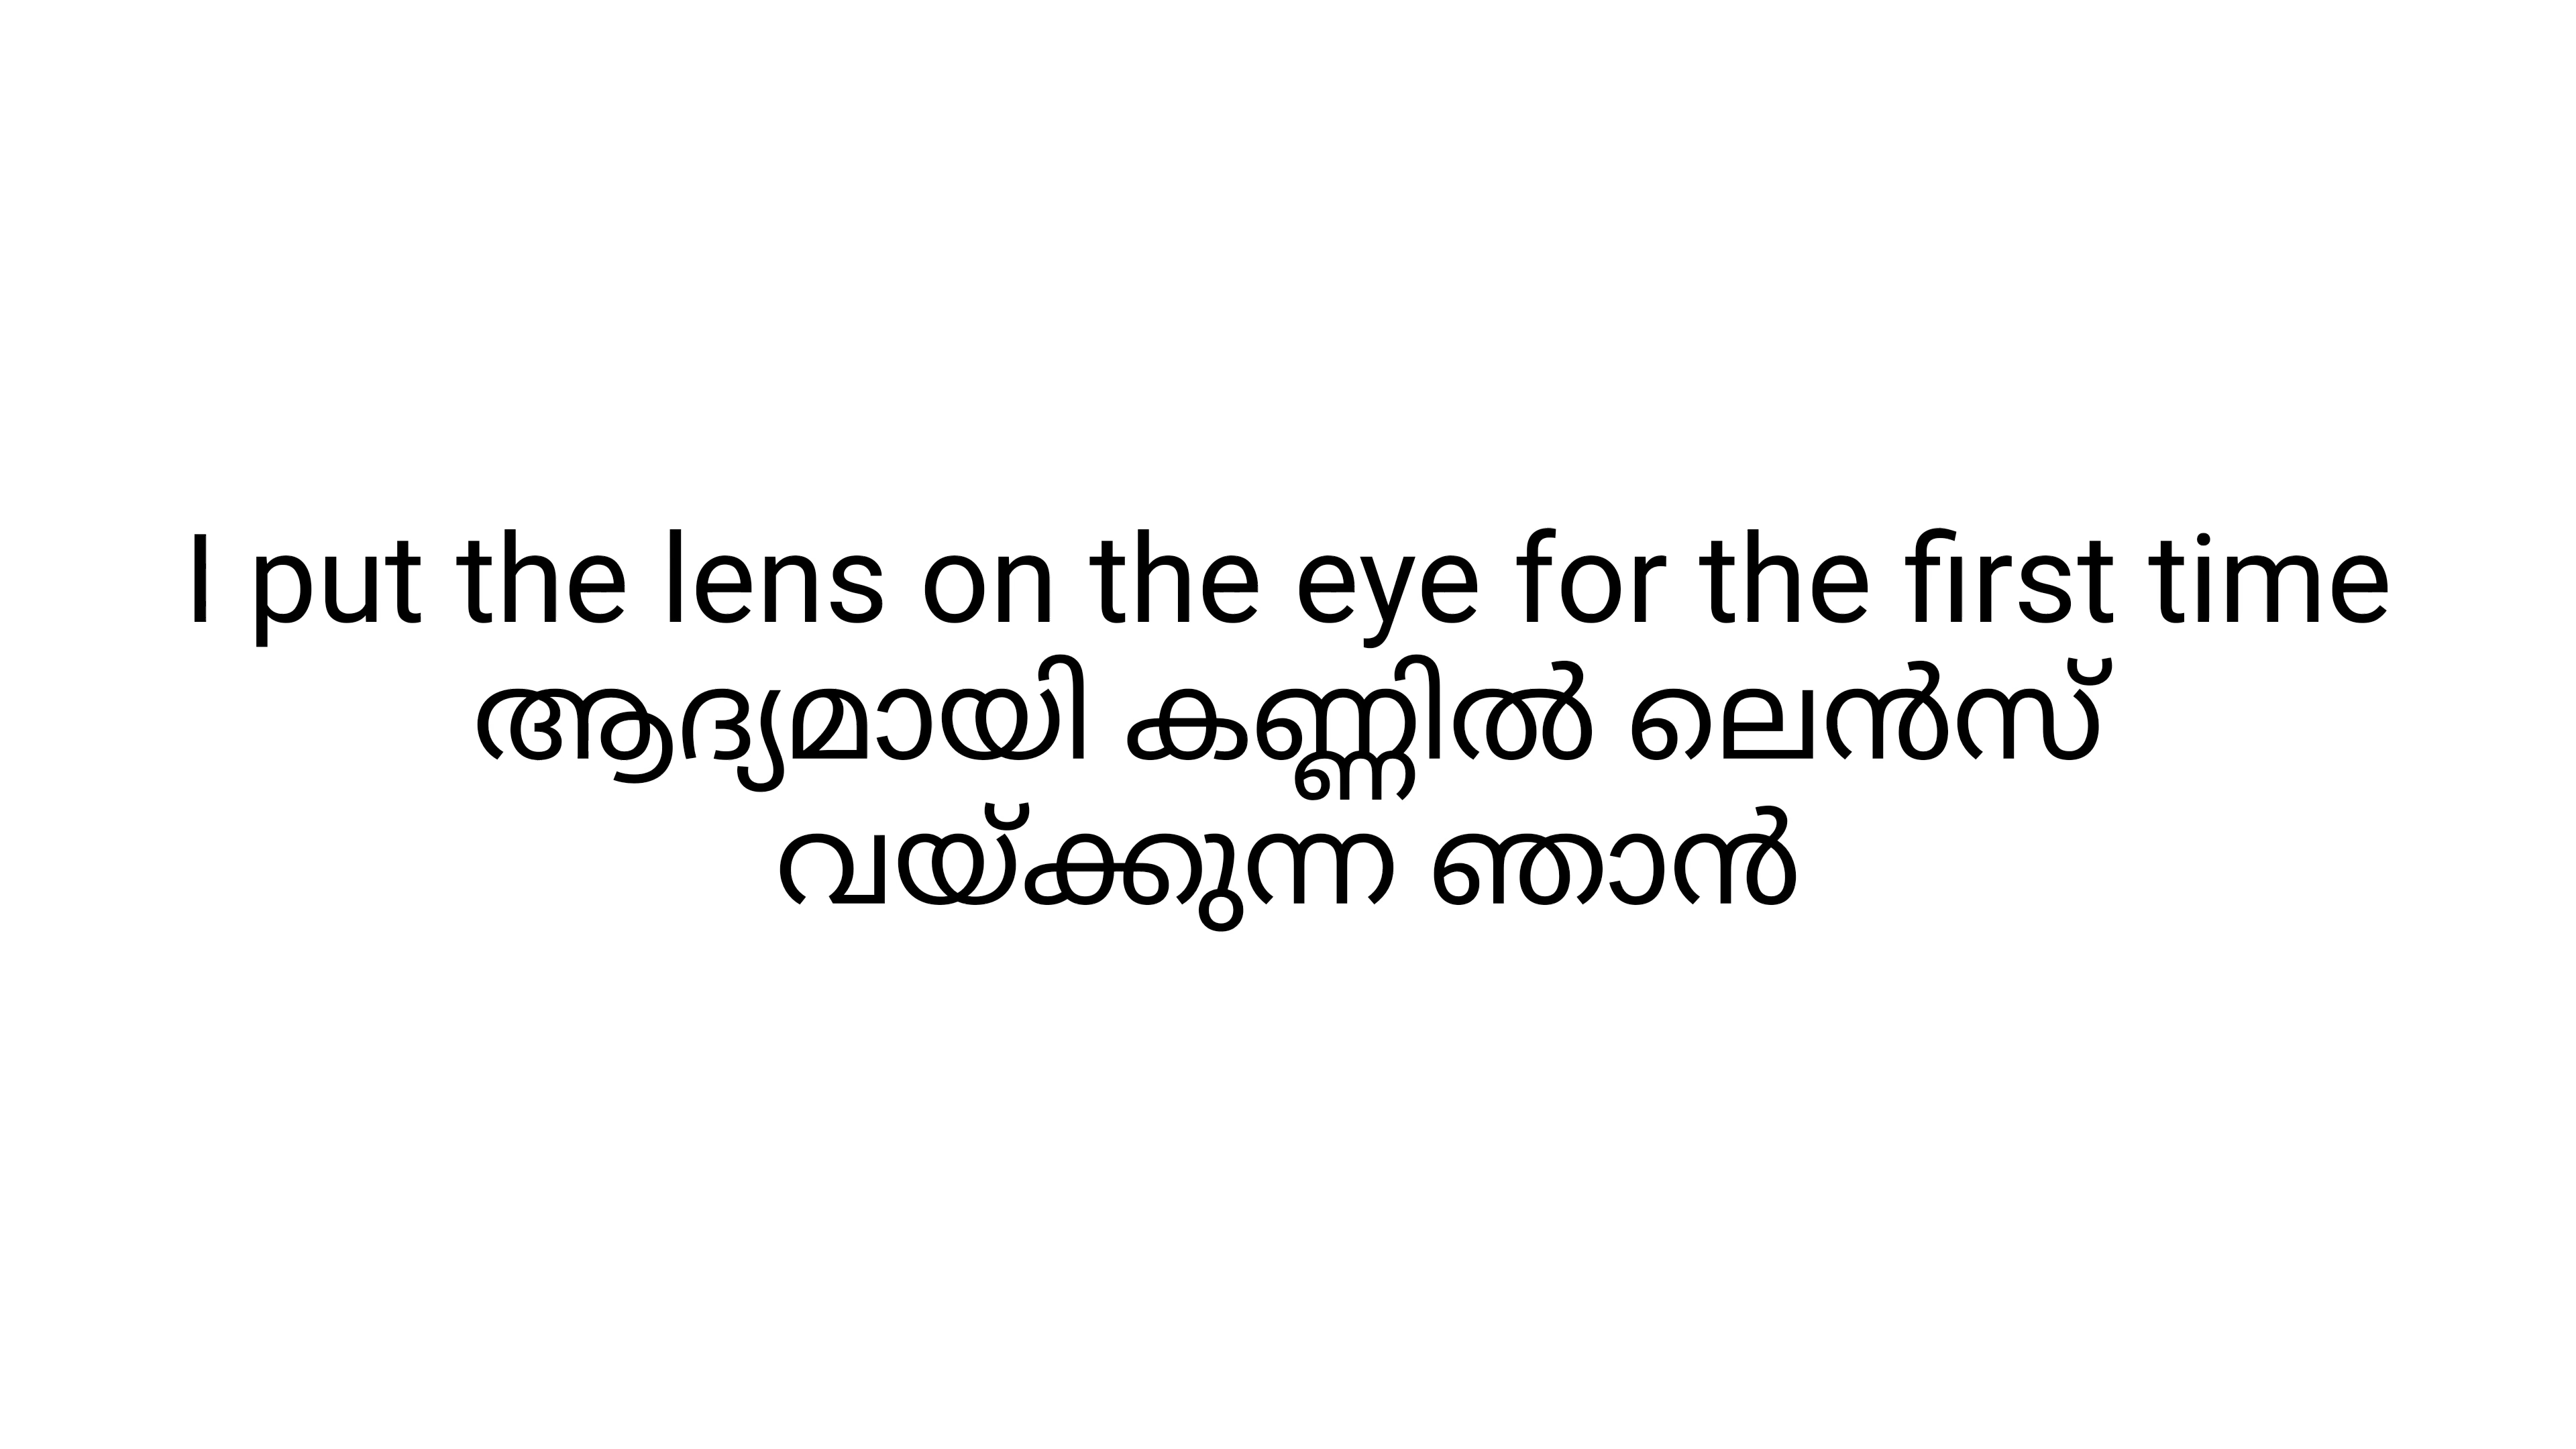 I put the lens on the eye for the first time
ആദ്യമായി കണ്ണിൽ ലെൻസ്
വയ്ക്കുന്ന ഞാൻ